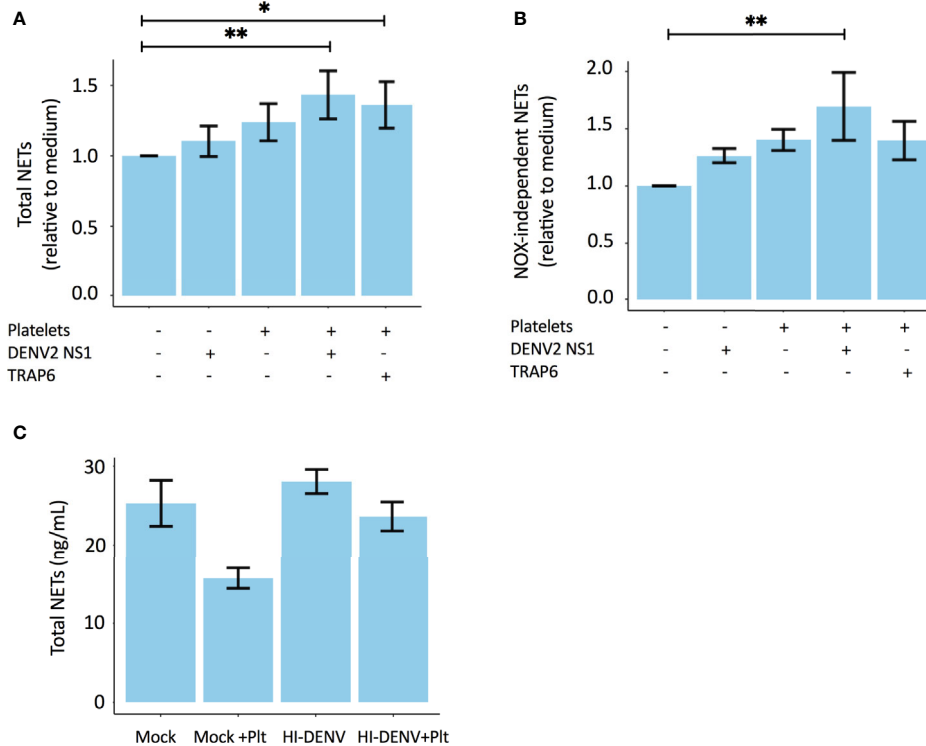 A
*
**
Total NETs
(relative to medium)
1.5
1.0
0.5
0.0
Platelets - - + + +
DENV2 NS1 - + - + -
TRAP6 - - - - +
B
**
NOX-independent NETs
(relative to medium)
2.0
1.5
1.0
0.5
0.0
Platelets - - + + +
DENV2 NS1 - + - + -
TRAP6 - - - - +
C
Total NETs (ng/mL)
30
20
10
0
Mock Mock +Plt HI-DENV HI-DENV+Plt